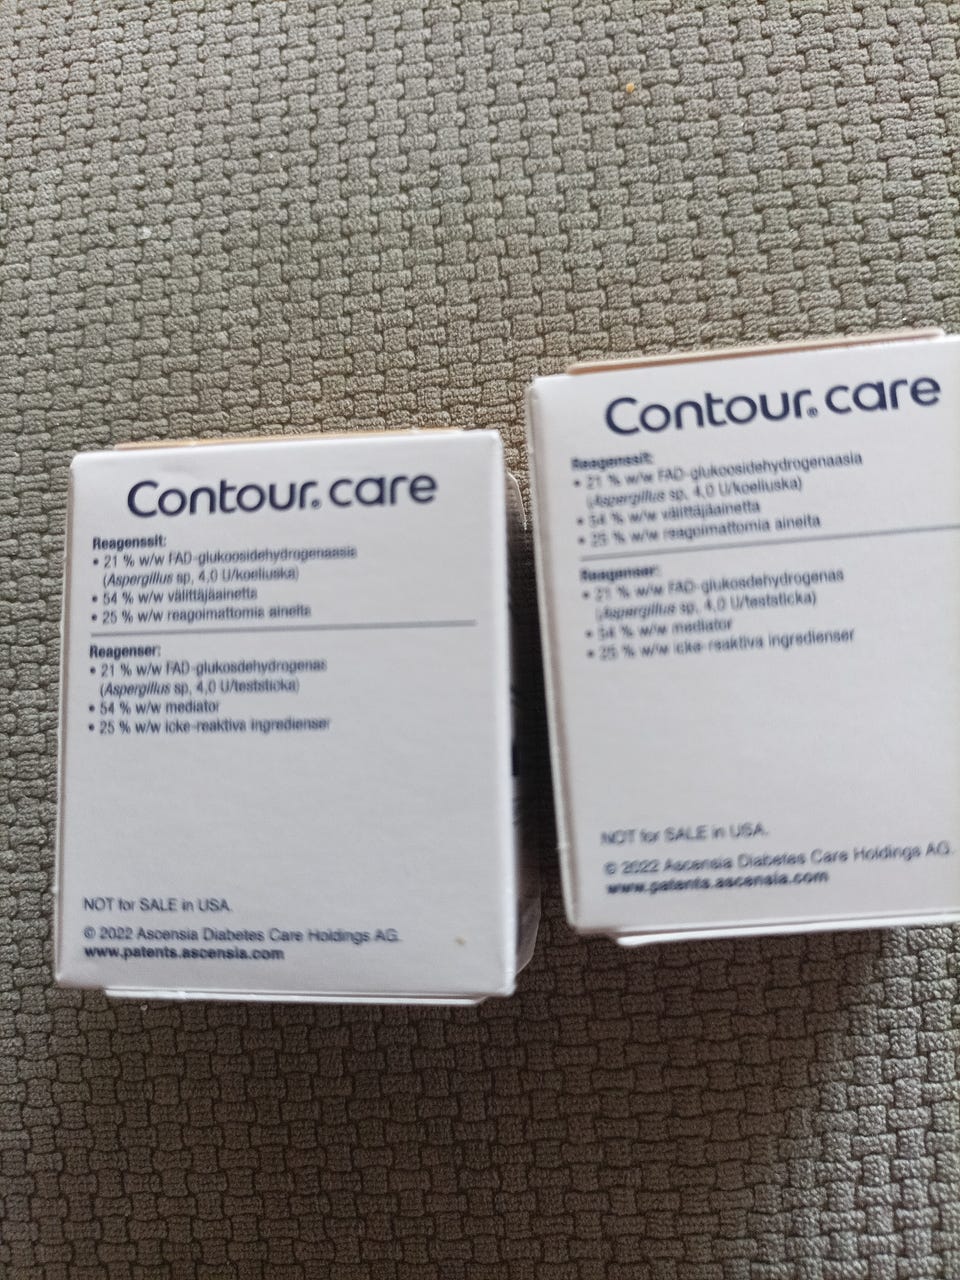 Contour® care
Reagenssit:
• 21 % w/w FAD-glukoosidehydrogenaasia
(Aspergillus sp, 4,0 U/koeliuska)
• 54 % w/w välittäjäainetta
• 25 % w/w reagoimattomia aineita
Reagenser:
• 21 % w/w FAD-glukosdehydrogenas
(Aspergillus sp, 4,0 U/teststicka)
• 54 % w/w mediator
• 25 % w/w icke-reaktiva ingredienser
NOT for SALE in USA.
© 2022 Ascensia Diabetes Care Holdings AG.
www.patents.ascensia.com
Contour® care
Reagenssit:
• 21 % w/w FAD-glukoosidehydrogenaasia
(Aspergillus sp, 4,0 U/koeliuska)
• 54 % w/w välittäjäainetta
• 25 % w/w reagoimattomia aineita
Reagenser:
• 21 % w/w FAD-glukosdehydrogenas
(Aspergillus sp, 4,0 U/teststicka)
• 54 % w/w mediator
• 25 % w/w icke-reaktiva ingredienser
NOT for SALE in USA.
© 2022 Ascensia Diabetes Care Holdings AG.
www.patents.ascensia.com